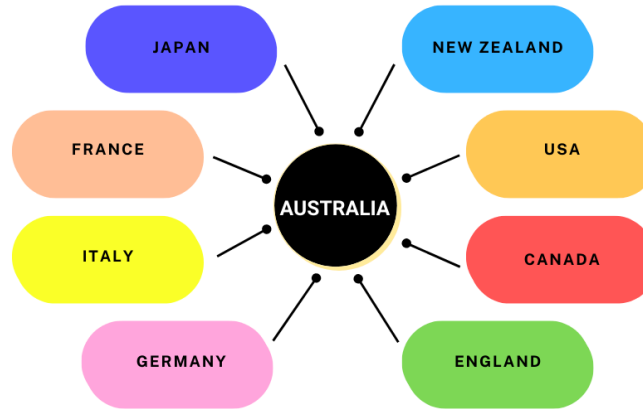 JAPAN
NEW ZEALAND
FRANCE
USA
AUSTRALIA
ITALY
CANADA
GERMANY
ENGLAND